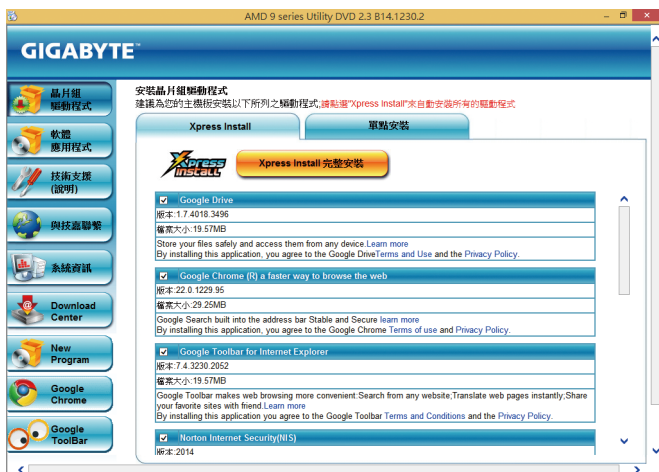 AMD 9 series Utility DVD 2.3 B14.1230.2
GIGABYTE™
晶片組
驅動程式
軟體
應用程式
技術支援
(說明)
與技嘉聯繫
系統資訊
Download
Center
New
Program
Google
Chrome
Google
ToolBar
安裝晶片組驅動程式
建議為您的主機板安裝以下所列之驅動程式;請點選"Xpress Install"來自動安裝所有的驅動程式
Xpress Install
單點安裝
Xpress
INSTALL
Xpress Install 完整安裝
Google Drive
版本:1.7.4018.3496
檔案大小:19.57MB
Store your files safely and access them from any device.Learn more
By installing this application, you agree to the Google DriveTerms and Use and the Privacy Policy.
Google Chrome (R) a faster way to browse the web
版本:22.0.1229.95
檔案大小:29.25MB
Google Search built into the address bar Stable and Secure learn more
By installing this application, you agree to the Google Chrome Terms of use and Privacy Policy.
Google Toolbar for Internet Explorer
版本:7.4.3230.2052
檔案大小:19.57MB
Google Toolbar makes web browsing more convenient:Search from any website;Translate web pages instantly;Share
your favorite sites with friend.Learn more
By installing this application you agree to the Google Toolbar Terms and Conditions and the Privacy Policy.
Norton Internet Security(NIS)
版本:2014